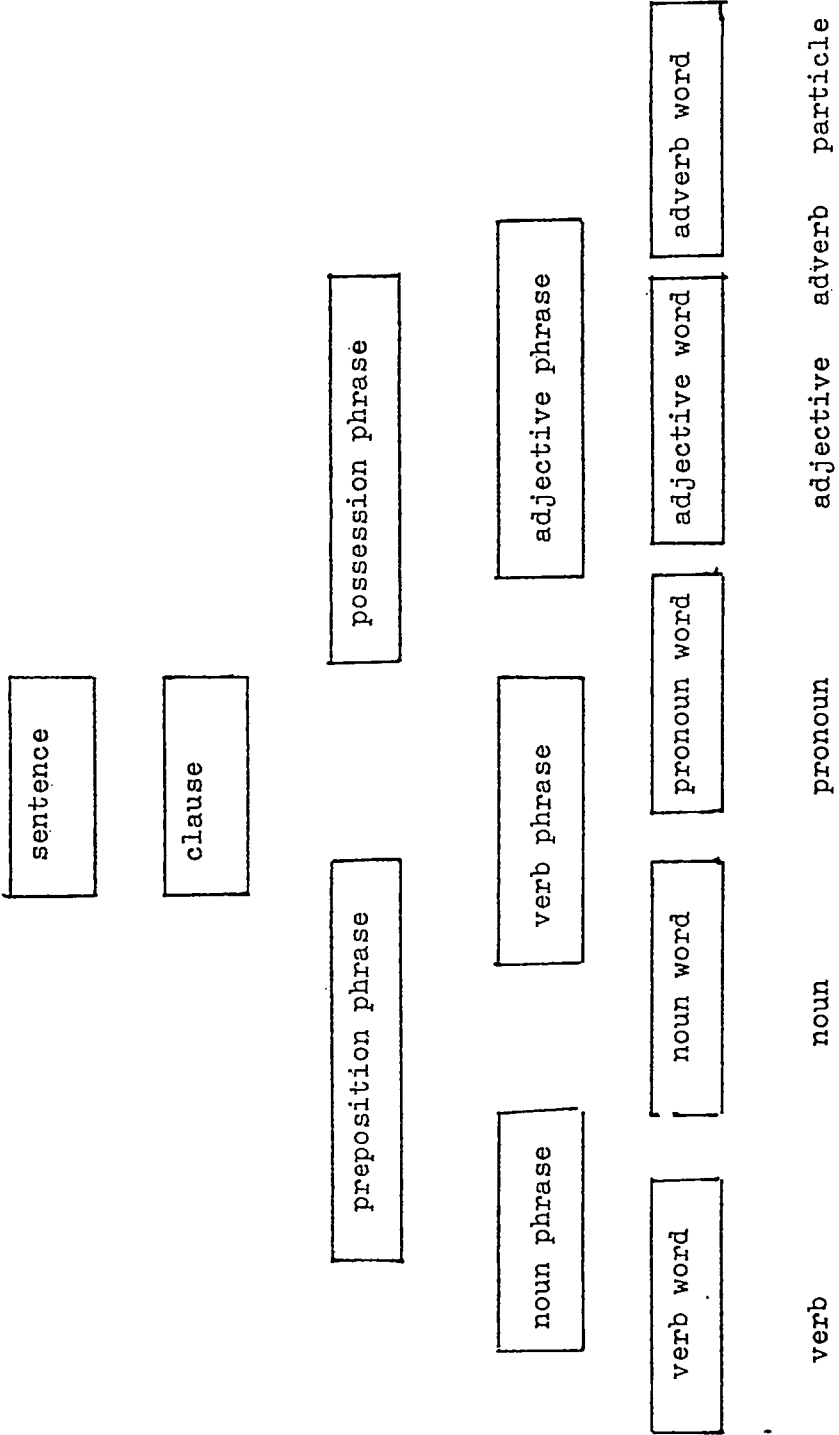 sentence
clause
preposition phrase possession phrase
noun phrase verb phrase adjective phrase
verb word noun word pronoun word adjective word adverb word
verb noun pronoun adjective adverb particle